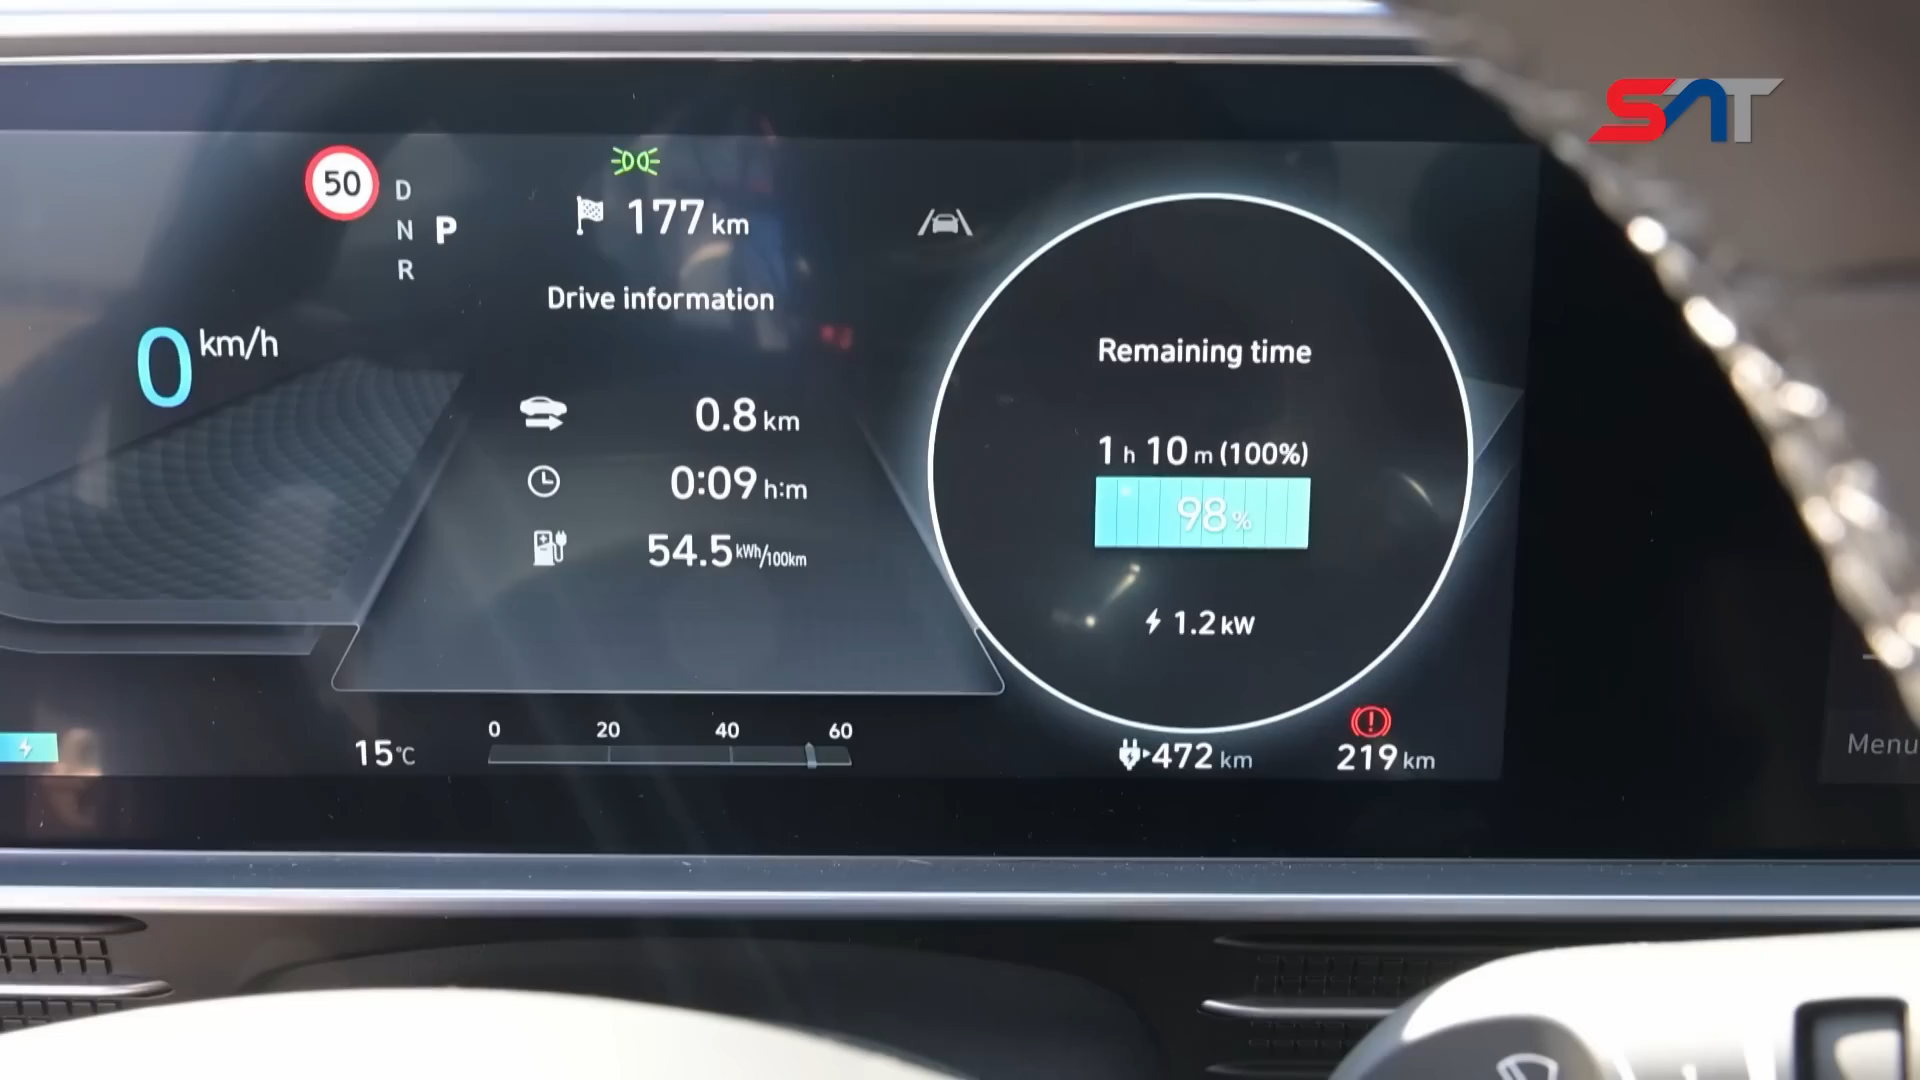 SAT
50
D
N P
R
177 km
Drive information
0 km/h
0.8 km
0:09 h:m
54.5 kWh/100km
Remaining time
1 h 10 m (100%)
98 %
1.2 kW
15°C
0 20 40 60
472 km
219 km
Menu